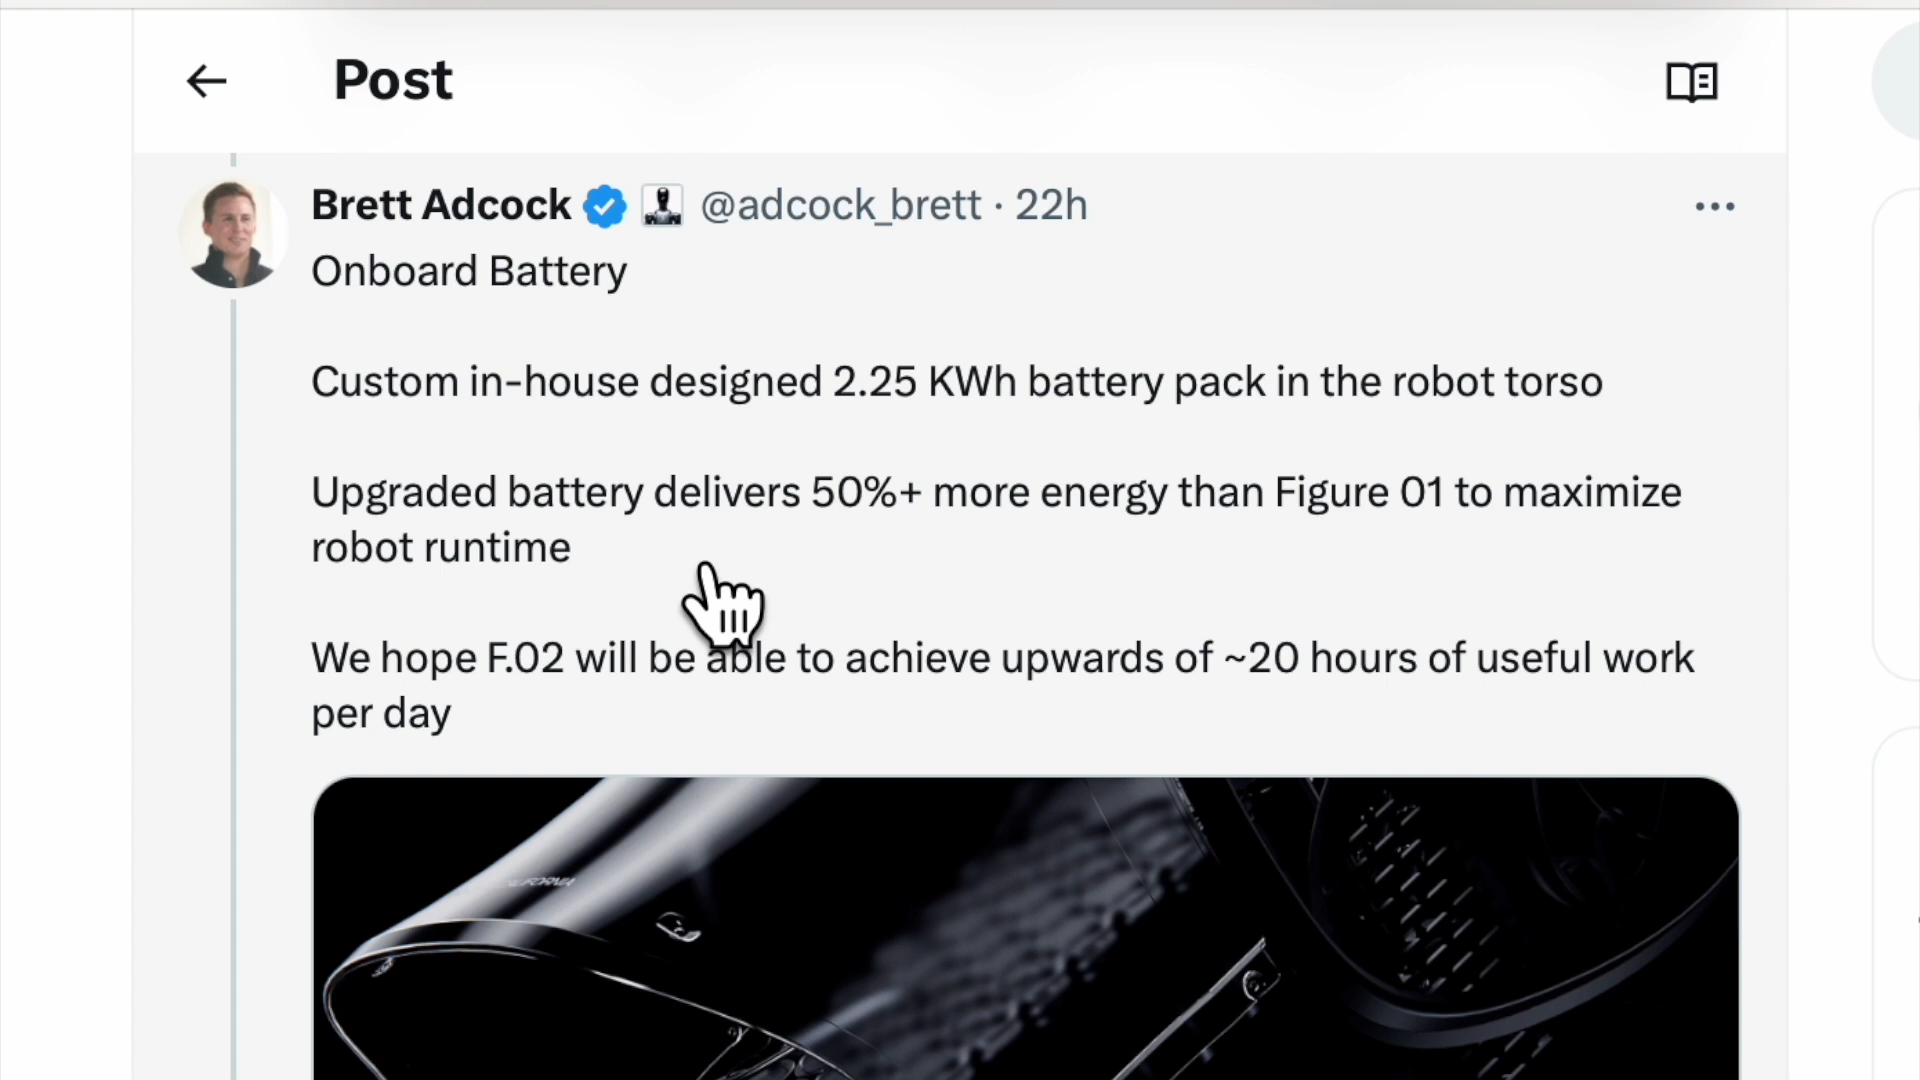 Post
Brett Adcock @adcock_brett · 22h
Onboard Battery
Custom in-house designed 2.25 KWh battery pack in the robot torso
Upgraded battery delivers 50%+ more energy than Figure 01 to maximize
robot runtime
We hope F.02 will be able to achieve upwards of ~20 hours of useful work
per day